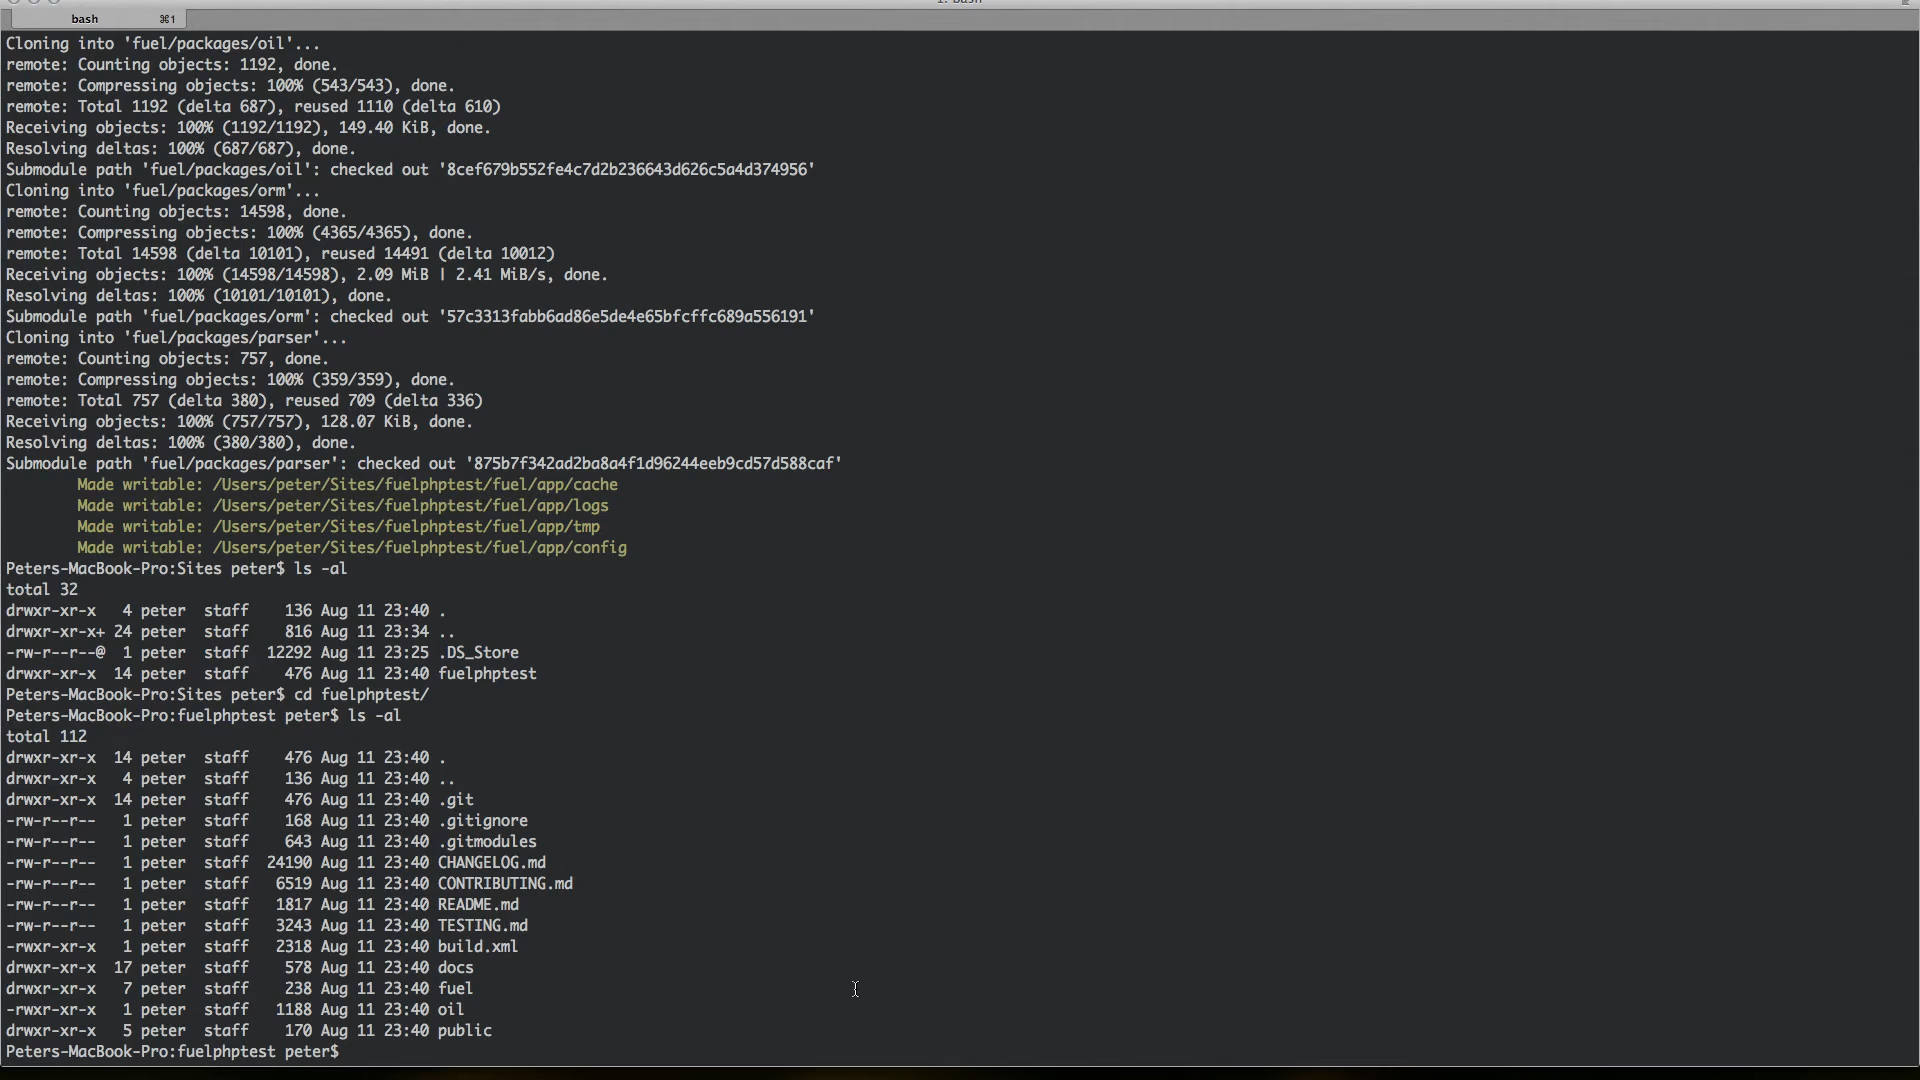 bash ⌘1
Cloning into 'fuel/packages/oil'...
remote: Counting objects: 1192, done.
remote: Compressing objects: 100% (543/543), done.
remote: Total 1192 (delta 687), reused 1110 (delta 610)
Receiving objects: 100% (1192/1192), 149.40 KiB, done.
Resolving deltas: 100% (687/687), done.
Submodule path 'fuel/packages/oil': checked out '8cef679b552fe4c7d2b236643d626c5a4d374956'
Cloning into 'fuel/packages/orm'...
remote: Counting objects: 14598, done.
remote: Compressing objects: 100% (4365/4365), done.
remote: Total 14598 (delta 10101), reused 14491 (delta 10012)
Receiving objects: 100% (14598/14598), 2.09 MiB | 2.41 MiB/s, done.
Resolving deltas: 100% (10101/10101), done.
Submodule path 'fuel/packages/orm': checked out '57c3313fabb6ad86e5de4e65bfcffc689a556191'
Cloning into 'fuel/packages/parser'...
remote: Counting objects: 757, done.
remote: Compressing objects: 100% (359/359), done.
remote: Total 757 (delta 380), reused 709 (delta 336)
Receiving objects: 100% (757/757), 128.07 KiB, done.
Resolving deltas: 100% (380/380), done.
Submodule path 'fuel/packages/parser': checked out '875b7f342ad2ba8a4f1d96244eeb9cd57d588caf'
Made writable: /Users/peter/Sites/fuelphptest/fuel/app/cache
Made writable: /Users/peter/Sites/fuelphptest/fuel/app/logs
Made writable: /Users/peter/Sites/fuelphptest/fuel/app/tmp
Made writable: /Users/peter/Sites/fuelphptest/fuel/app/config
Peters-MacBook-Pro:Sites peter$ ls -al
total 32
drwxr-xr-x 4 peter staff 136 Aug 11 23:40 .
drwxr-xr-x+ 24 peter staff 816 Aug 11 23:34 ..
-rw-r--r--@ 1 peter staff 12292 Aug 11 23:25 .DS_Store
drwxr-xr-x 14 peter staff 476 Aug 11 23:40 fuelphptest
Peters-MacBook-Pro:Sites peter$ cd fuelphptest/
Peters-MacBook-Pro:fuelphptest peter$ ls -al
total 112
drwxr-xr-x 14 peter staff 476 Aug 11 23:40 .
drwxr-xr-x 4 peter staff 136 Aug 11 23:40 ..
drwxr-xr-x 14 peter staff 476 Aug 11 23:40 .git
-rw-r--r-- 1 peter staff 168 Aug 11 23:40 .gitignore
-rw-r--r-- 1 peter staff 643 Aug 11 23:40 .gitmodules
-rw-r--r-- 1 peter staff 24190 Aug 11 23:40 CHANGELOG.md
-rw-r--r-- 1 peter staff 6519 Aug 11 23:40 CONTRIBUTING.md
-rw-r--r-- 1 peter staff 1817 Aug 11 23:40 README.md
-rw-r--r-- 1 peter staff 3243 Aug 11 23:40 TESTING.md
-rwxr-xr-x 1 peter staff 2318 Aug 11 23:40 build.xml
drwxr-xr-x 17 peter staff 578 Aug 11 23:40 docs
drwxr-xr-x 7 peter staff 238 Aug 11 23:40 fuel
-rwxr-xr-x 1 peter staff 1188 Aug 11 23:40 oil
drwxr-xr-x 5 peter staff 170 Aug 11 23:40 public
Peters-MacBook-Pro:fuelphptest peter$